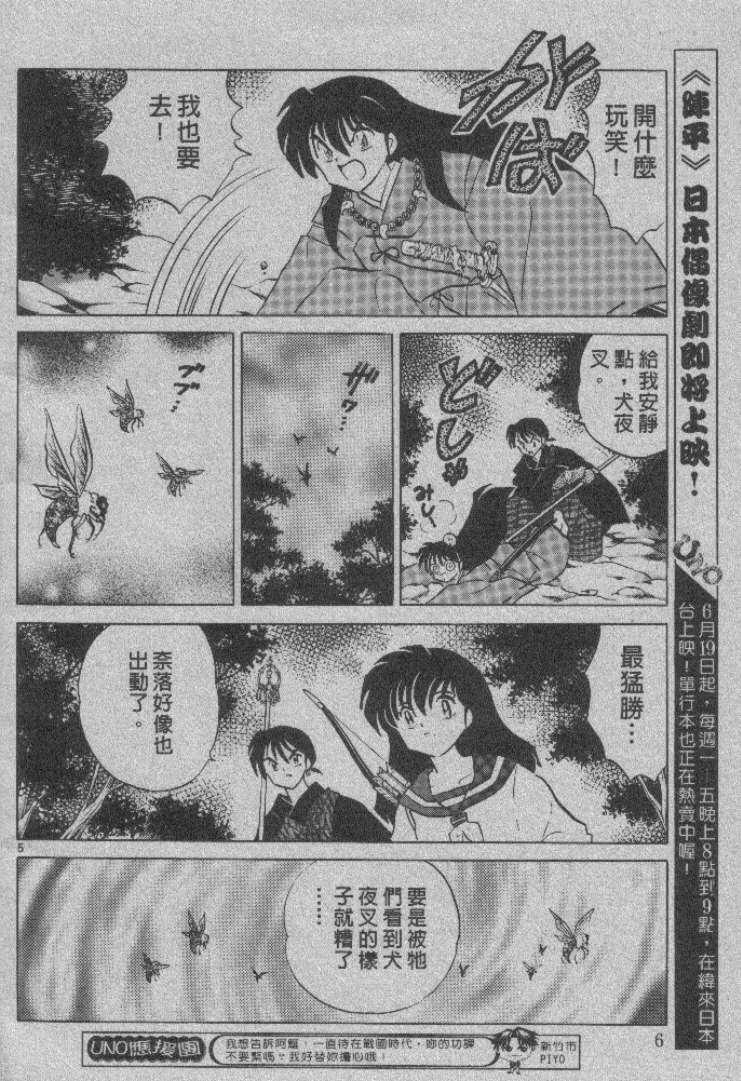 開什麼
玩笑！
我也要
去！
ガバ
給我安靜
點，犬夜
叉。
どしっ
みしっ
ザワ…
ブブ…
最猛勝…
奈落好像也
出動了。
要是被牠
們看到犬
夜叉的樣
子就糟了
……
5
6
《陣平》日本偶像劇即將上映！
UNO
6月19日起，每週一～五晚上8點到9點，在緯來日本
台上映！單行本也正在熱賣中喔！
UNO應援團
我想告訴阿籬，一直待在戰國時代，妳的功課
不要緊嗎？我好替妳擔心哦！
新竹市
PIYO